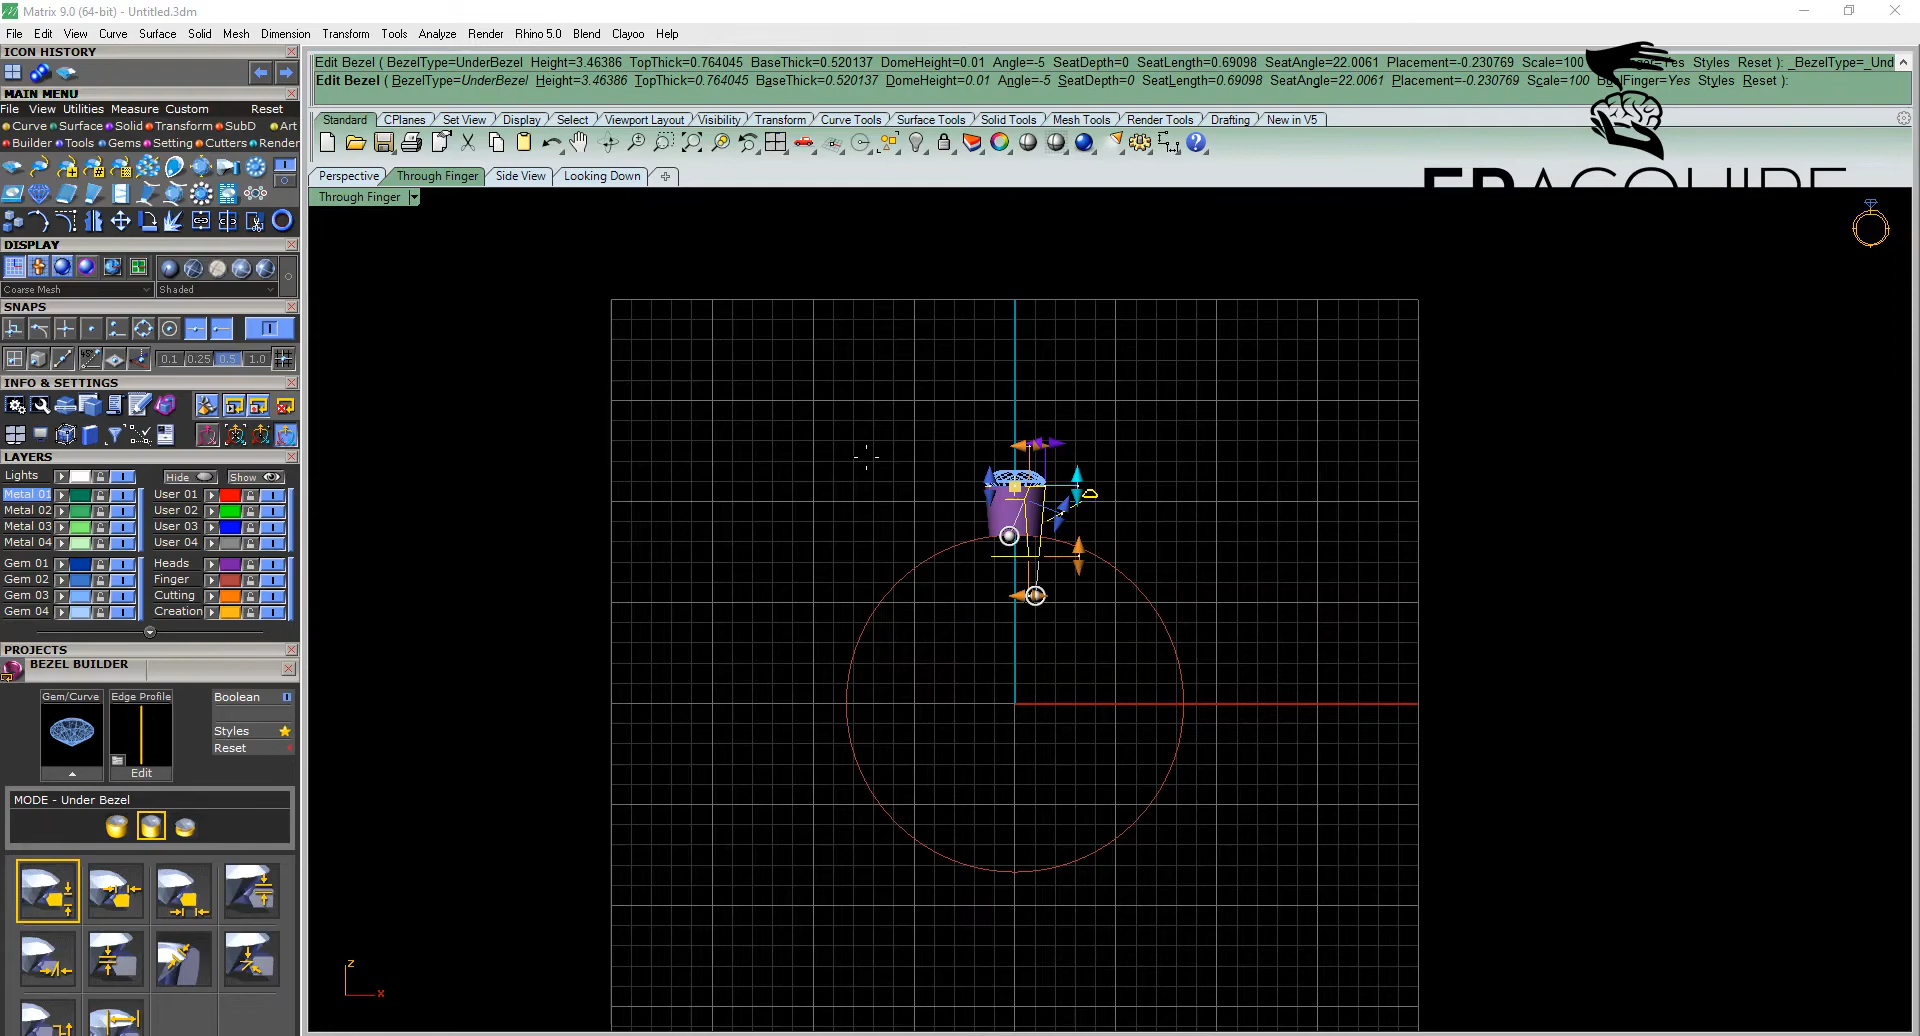 Matrix 9.0 (64-bit) - Untitled.3dm
File Edit View Curve Surface Solid Mesh Dimension Transform Tools Analyze Render Rhino 5.0 Blend Clayoo Help
ICON HISTORY
MAIN MENU
File View Utilities Measure Custom Reset
Curve Surface Solid Transform SubD Art
Builder Tools Gems Setting Cutters Render
DISPLAY
Coarse Mesh Shaded
SNAPS
0.1 0.25 0.5 1.0
INFO & SETTINGS
LAYERS
Lights Hide Show
Metal 01 User 01
Metal 02 User 02
Metal 03 User 03
Metal 04 User 04
Gem 01 Heads
Gem 02 Finger
Gem 03 Cutting
Gem 04 Creation
PROJECTS
BEZEL BUILDER
Gem/Curve Edge Profile Boolean
Styles
Reset
Edit
MODE - Under Bezel
Edit Bezel ( BezelType=UnderBezel Height=3.46386 TopThick=0.764045 BaseThick=0.520137 DomeHeight=0.01 Angle=-5 SeatDepth=0 SeatLength=0.69098 SeatAngle=22.0061 Placement=-0.230769 Scale=100 =Yes Styles Reset ): _BezelType=_Und
Edit Bezel ( BezelType=UnderBezel Height=3.46386 TopThick=0.764045 BaseThick=0.520137 DomeHeight=0.01 Angle=-5 SeatDepth=0 SeatLength=0.69098 SeatAngle=22.0061 Placement=-0.230769 Scale=100 Finger=Yes Styles Reset ):
Standard CPlanes Set View Display Select Viewport Layout Visibility Transform Curve Tools Surface Tools Solid Tools Mesh Tools Render Tools Drafting New in V5
Perspective Through Finger Side View Looking Down
Through Finger
z
x